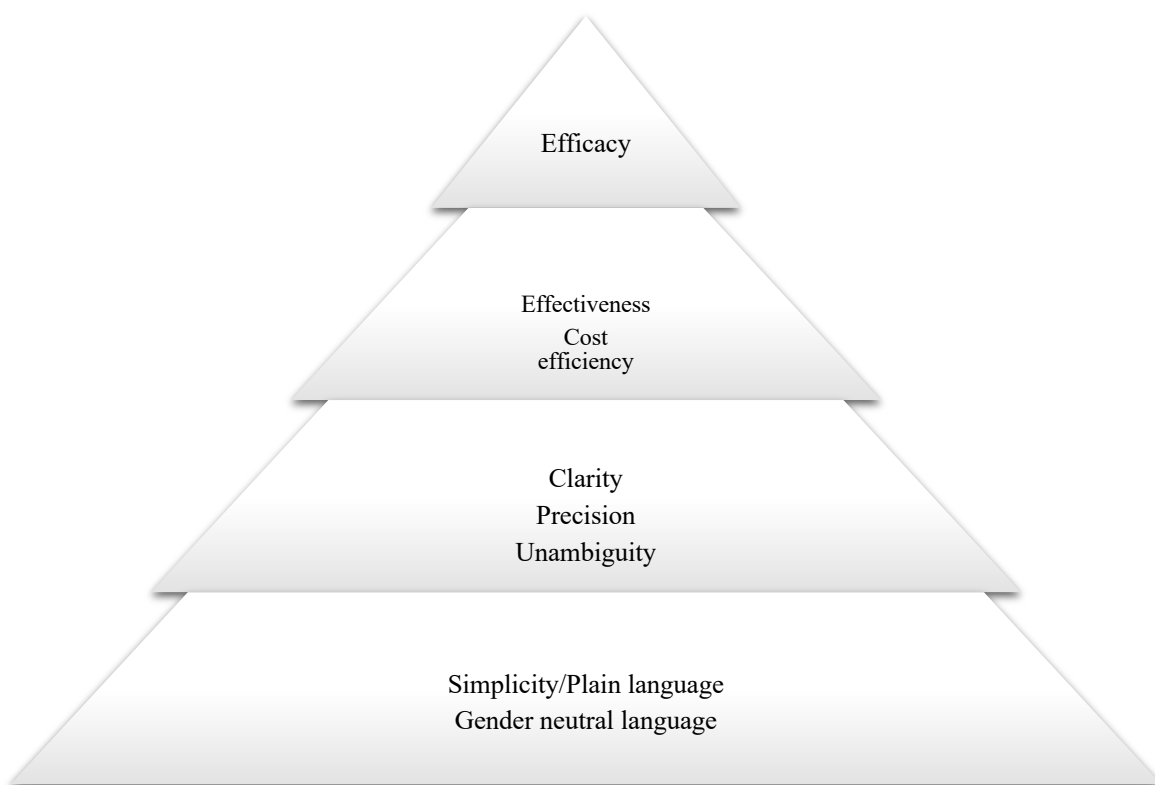 Efficacy
Effectiveness
Cost
efficiency
Clarity
Precision
Unambiguity
Simplicity/Plain language
Gender neutral language